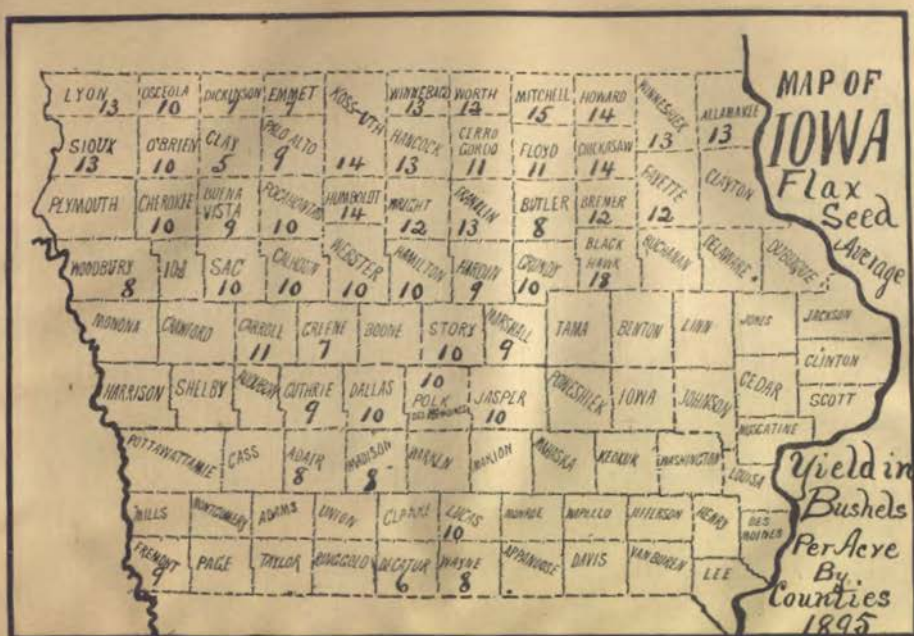 MAP OF
IOWA
Flax
Seed
Average
Yield in
Bushels
Per Acre
By
Counties
1895
LYON 13
OSCEOLA 10
DICKINSON 7
EMMET 7
KOSS-UTH 14
WINNEBAGO 13
WORTH 12
MITCHELL 15
HOWARD 14
WINNESHIEK 13
ALLAMAKEE 13
SIOUX 13
O'BRIEN 10
CLAY 5
PALO ALTO 9
HANCOCK 13
CERRO GORDO 11
FLOYD 11
CHICKASAW 14
FAYETTE 12
CLAYTON
PLYMOUTH
CHEROKEE 10
BUENA VISTA 9
POCAHONTAS 10
HUMBOLDT 14
WRIGHT 12
FRANKLIN 13
BUTLER 8
BREMER 12
WOODBURY 8
IDA
SAC 10
CALHOUN 10
WEBSTER 10
HAMILTON 10
HARDIN 9
GRUNDY 10
BLACK HAWK 18
BUCHANAN
DELAWARE
DUBUQUE
MONONA
CRAWFORD
CARROLL 11
GREENE 7
BOONE
STORY 10
MARSHALL 9
TAMA
BENTON
LINN
JONES
JACKSON
CLINTON
HARRISON
SHELBY
AUDUBON
GUTHRIE 9
DALLAS 10
10 POLK
DES MOINES
JASPER 10
POWESHIEK
IOWA
JOHNSON
CEDAR
SCOTT
MUSCATINE
POTTAWATTAMIE
CASS
ADAIR 8
MADISON 8
WARREN
MARION
MAHASKA
KEOKUK
WASHINGTON
LOUISA
MILLS
MONTGOMERY
ADAMS
UNION
CLARKE
LUCAS 10
MONROE
WAPELLO
JEFFERSON
HENRY
DES MOINES
FREMONT 9
PAGE
TAYLOR
RINGGOLD
DECATUR 6
WAYNE 8
APPANOOSE
DAVIS
VAN BUREN
LEE